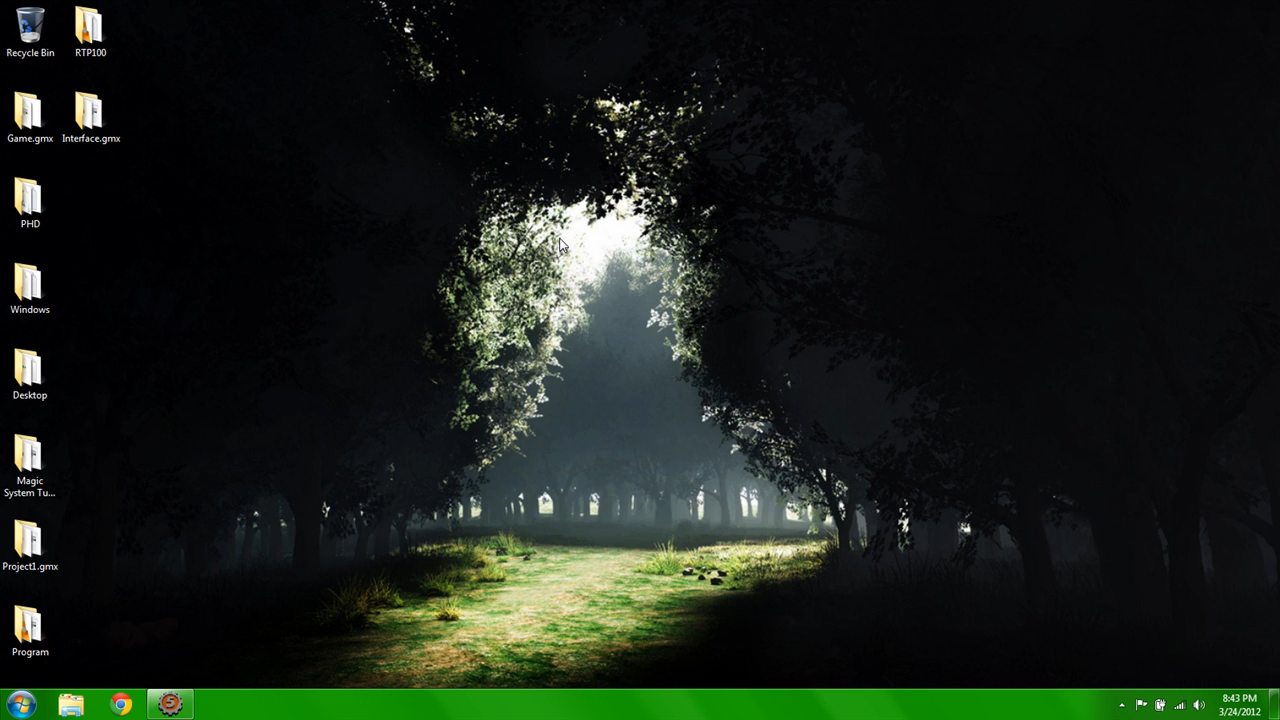 Recycle Bin
RTP100
Game.gmx
Interface.gmx
PHD
Windows
Desktop
Magic
System Tu...
Project1.gmx
Program
8:43 PM
3/24/2012